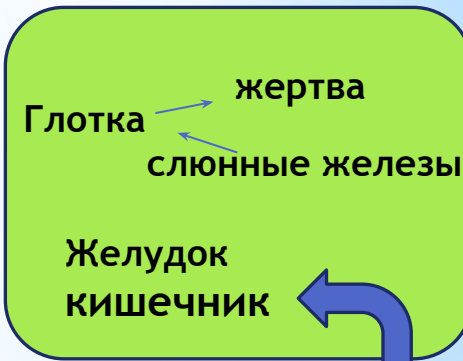 жертва
Глотка
слюнные железы
Желудок
кишечник